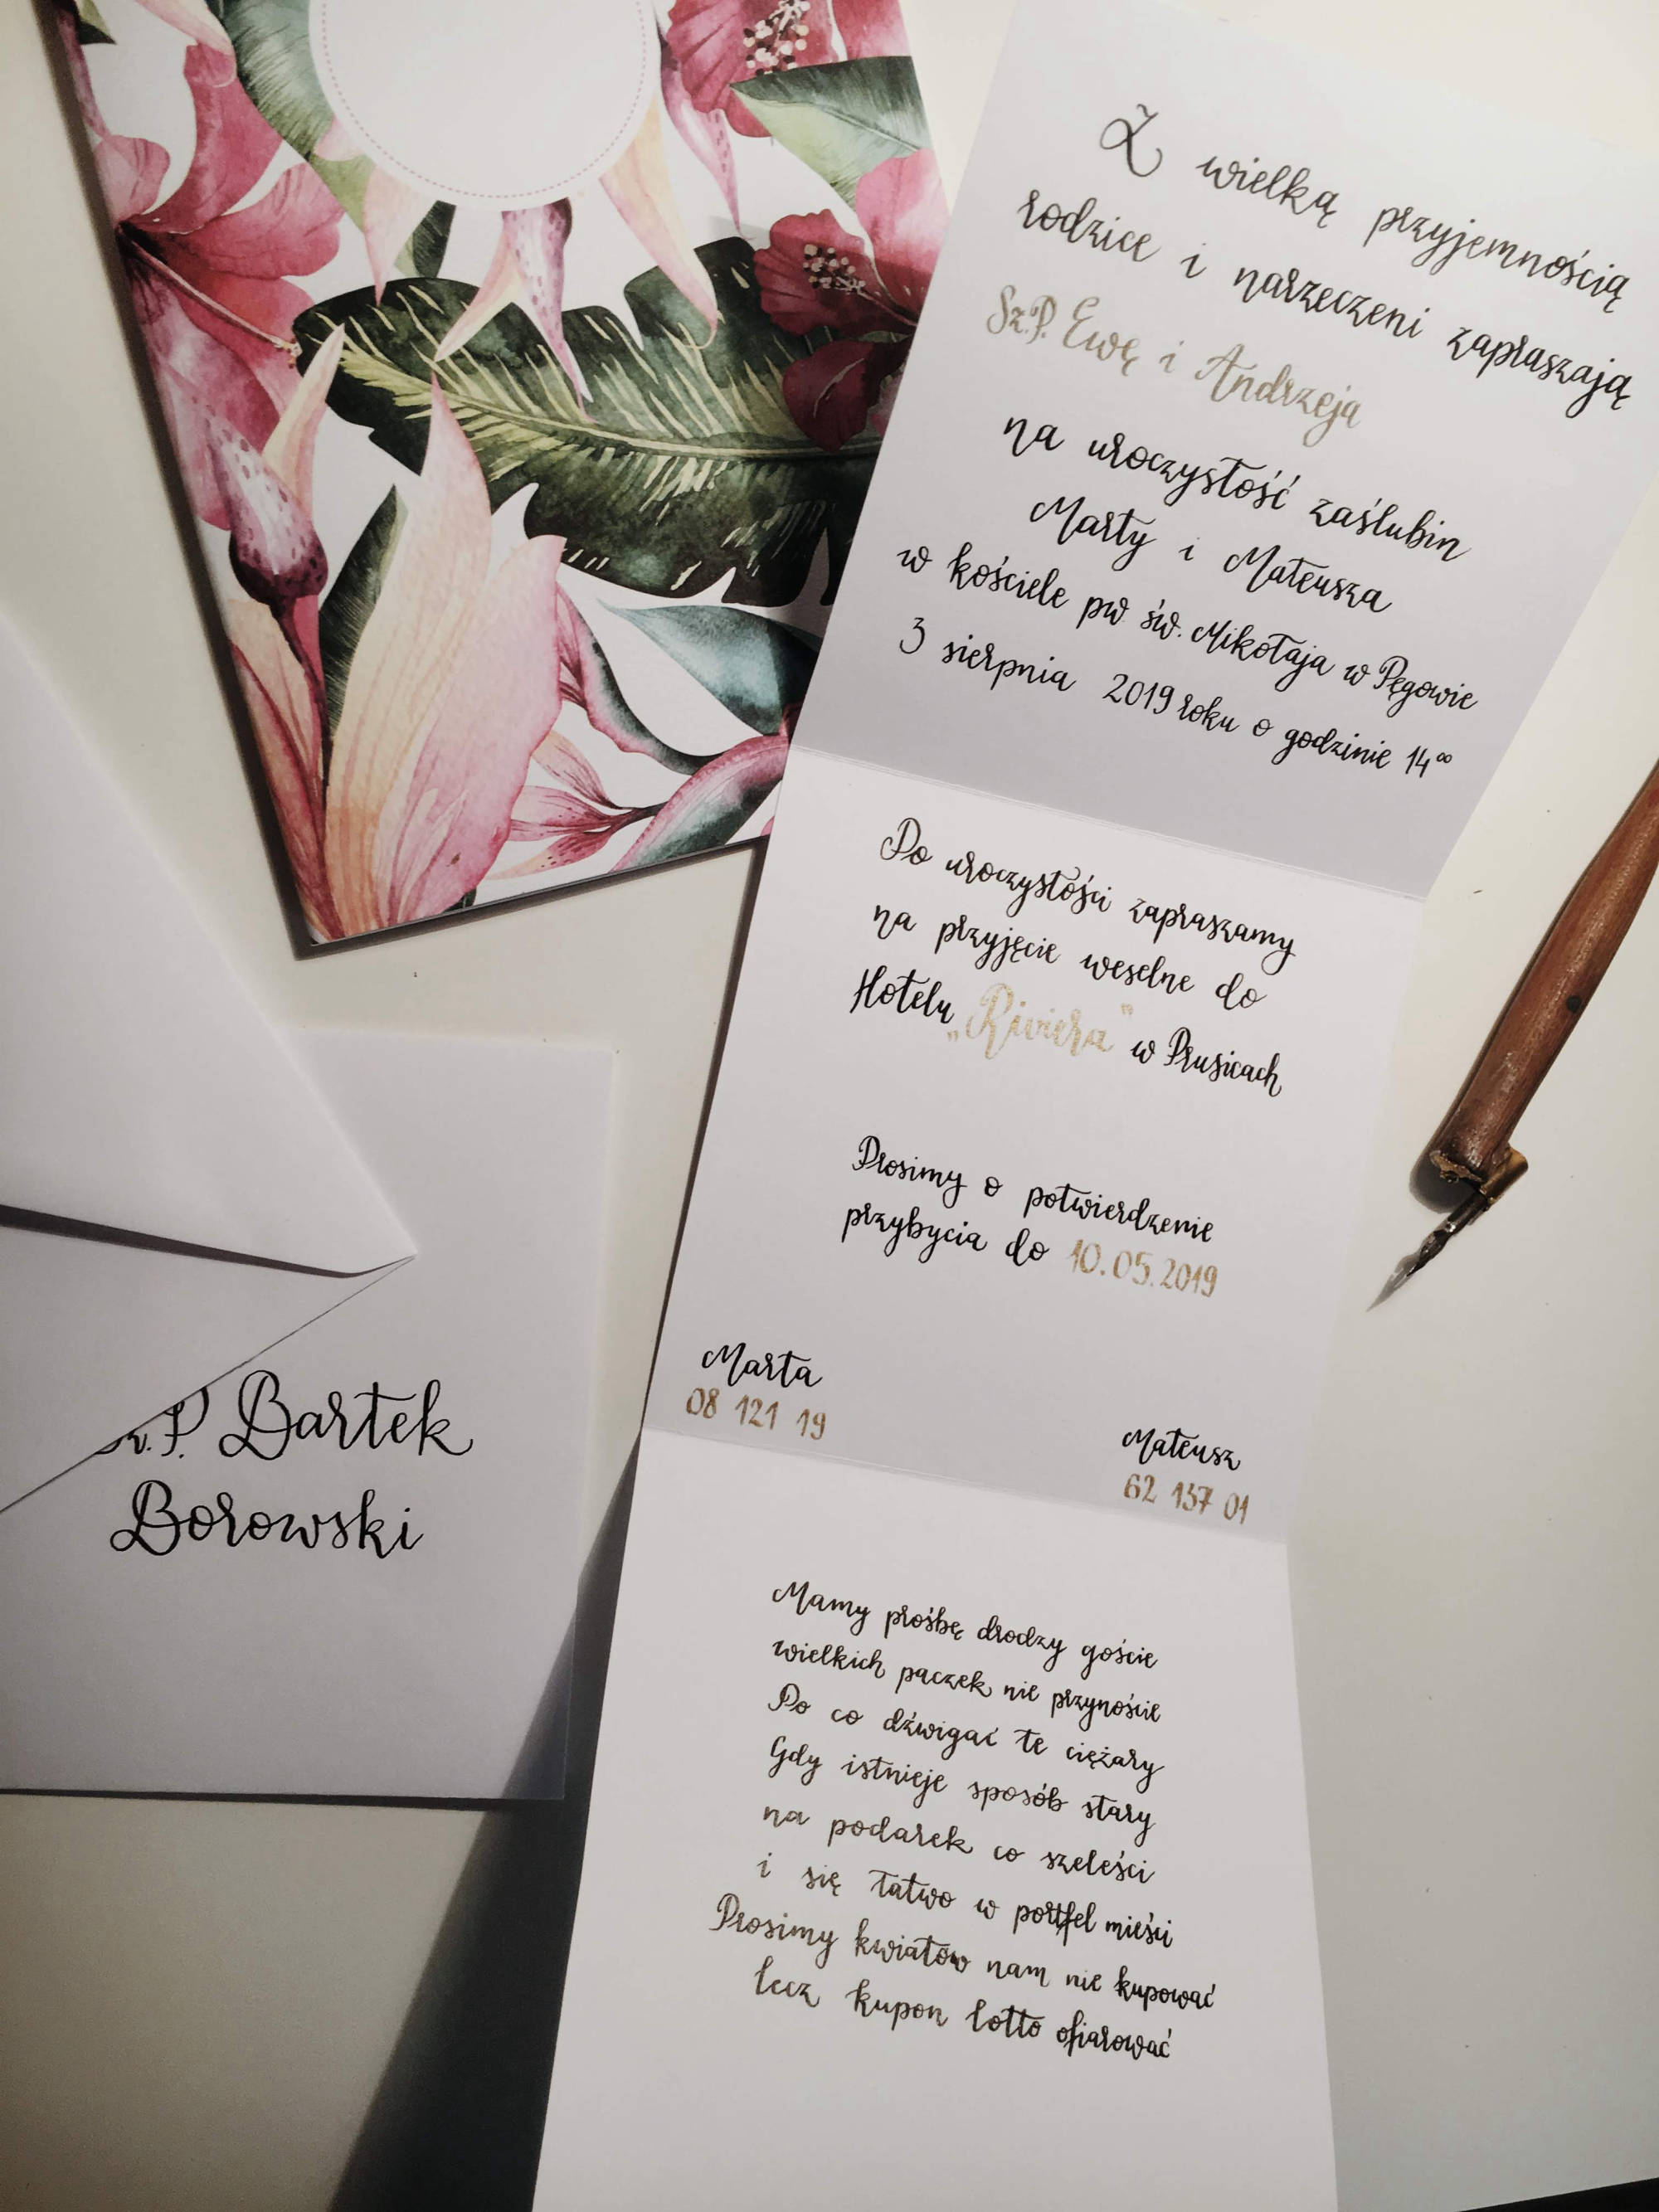 Z wielką przyjemnością
rodzice i narzeczeni zapraszają
Sz.P. Ewę i Andrzeja
na uroczystość zaślubin
Marty i Mateusza
w kościele pw. św. Mikołaja w Pęgowie
3 sierpnia 2019 roku o godzinie 14⁰⁰
Po uroczystości zapraszamy
na przyjęcie weselne do
Hotelu „Riviera" w Prusicach
Prosimy o potwierdzenie
przybycia do 10.05.2019
Marta
08 121 19
Mateusz
62 137 01
Mamy prośbę drodzy goście
wielkich paczek nie przynoście
Po co dźwigać te ciężary
Gdy istnieje sposób stary
na podarek co szeleści
i się łatwo w portfel mieści
Prosimy kwiatów nam nie kupować
lecz kupon lotto ofiarować
Sz.P. Bartek
Borowski